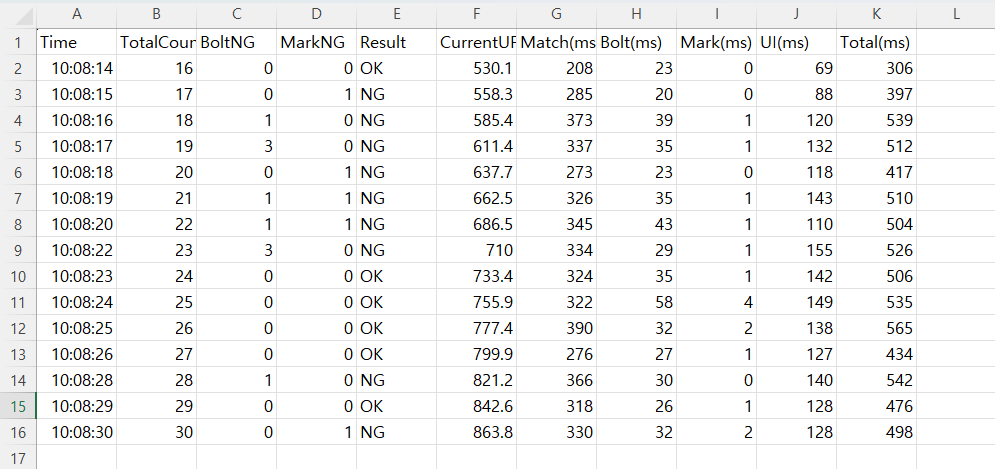 A B C D E F G H I J K L
1 Time TotalCour BoltNG MarkNG Result CurrentUF Match(ms Bolt(ms) Mark(ms) UI(ms) Total(ms)
2 10:08:14 16 0 0 OK 530.1 208 23 0 69 306
3 10:08:15 17 0 1 NG 558.3 285 20 0 88 397
4 10:08:16 18 1 0 NG 585.4 373 39 1 120 539
5 10:08:17 19 3 0 NG 611.4 337 35 1 132 512
6 10:08:18 20 0 1 NG 637.7 273 23 0 118 417
7 10:08:19 21 1 1 NG 662.5 326 35 1 143 510
8 10:08:20 22 1 1 NG 686.5 345 43 1 110 504
9 10:08:22 23 3 0 NG 710 334 29 1 155 526
10 10:08:23 24 0 0 OK 733.4 324 35 1 142 506
11 10:08:24 25 0 0 OK 755.9 322 58 4 149 535
12 10:08:25 26 0 0 OK 777.4 390 32 2 138 565
13 10:08:26 27 0 0 OK 799.9 276 27 1 127 434
14 10:08:28 28 1 0 NG 821.2 366 30 0 140 542
15 10:08:29 29 0 0 OK 842.6 318 26 1 128 476
16 10:08:30 30 0 1 NG 863.8 330 32 2 128 498
17